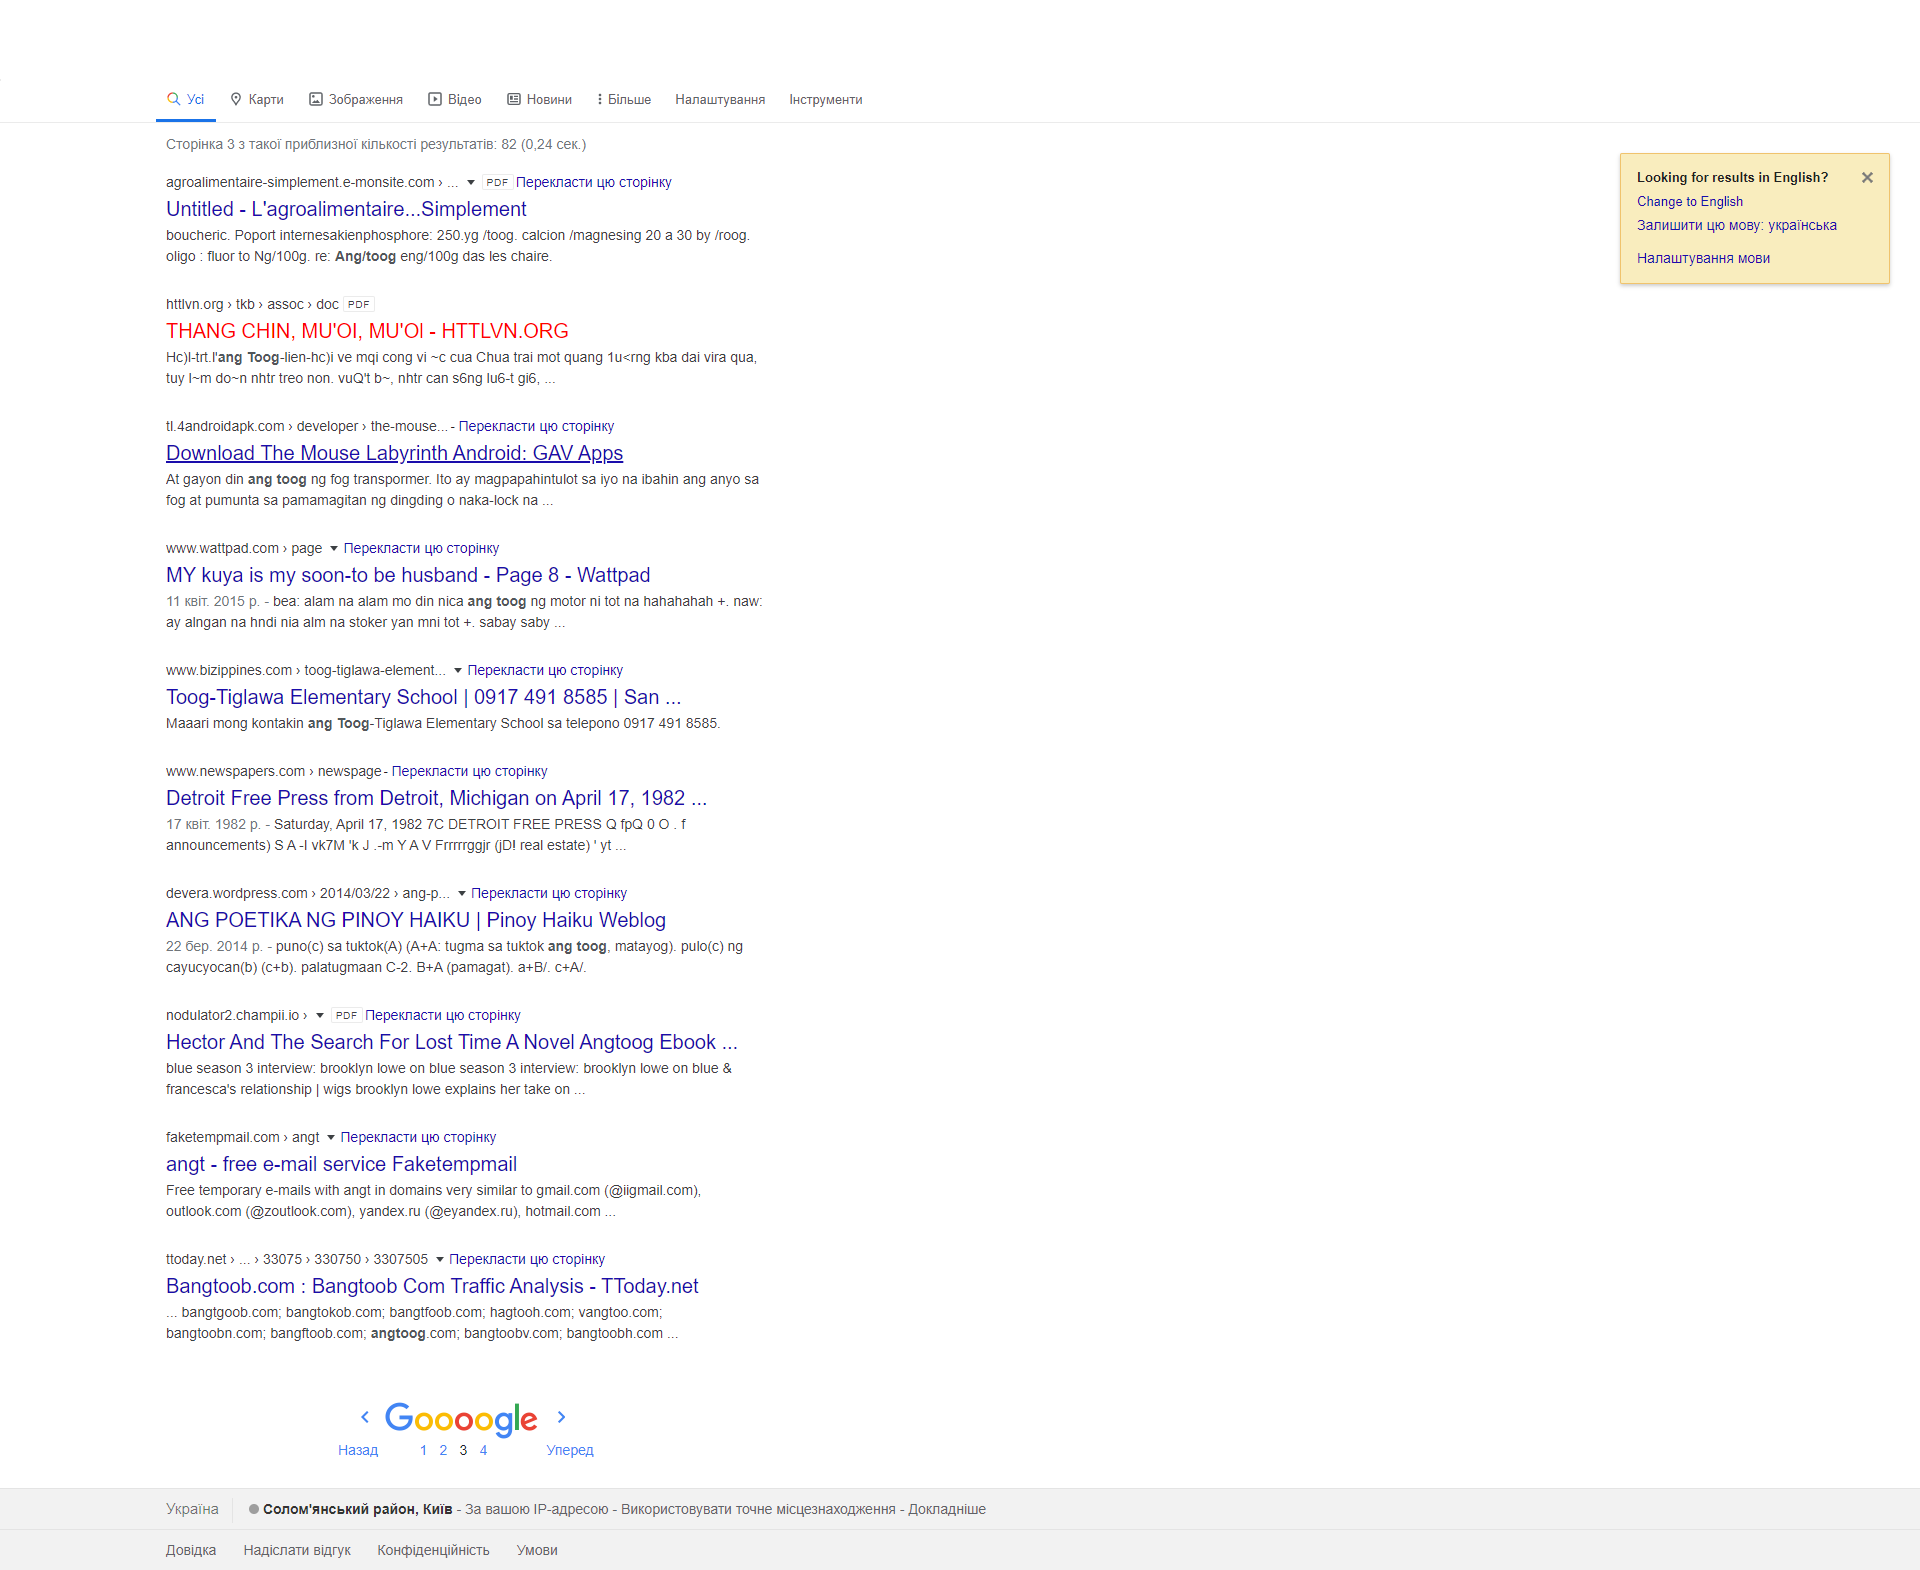 Усі Карти Зображення Відео Новини Більше Налаштування Інструменти
Сторінка 3 з такої приблизної кількості результатів: 82 (0,24 сек.)
Looking for results in English?
Change to English
Залишити цю мову: українська
Налаштування мови
agroalimentaire-simplement.e-monsite.com › ... PDF Перекласти цю сторінку
Untitled - L'agroalimentaire...Simplement
boucheric. Poport internesakienphosphore: 250.yg /toog. calcion /magnesing 20 a 30 by /roog.
oligo : fluor to Ng/100g. re: Ang/toog eng/100g das les chaire.
httlvn.org › tkb › assoc › doc PDF
THANG CHIN, MU'OI, MU'OI - HTTLVN.ORG
Hc)I-trt.I'ang Toog-lien-hc)i ve mqi cong vi ~c cua Chua trai mot quang 1u<rng kba dai vira qua,
tuy I~m do~n nhtr treo non. vuQ't b~, nhtr can s6ng lu6-t gi6, ...
tl.4androidapk.com › developer › the-mouse... - Перекласти цю сторінку
Download The Mouse Labyrinth Android: GAV Apps
At gayon din ang toog ng fog transpormer. Ito ay magpapahintulot sa iyo na ibahin ang anyo sa
fog at pumunta sa pamamagitan ng dingding o naka-lock na ...
www.wattpad.com › page Перекласти цю сторінку
MY kuya is my soon-to be husband - Page 8 - Wattpad
11 квіт. 2015 р. - bea: alam na alam mo din nica ang toog ng motor ni tot na hahahahah +. naw:
ay alngan na hndi nia alm na stoker yan mni tot +. sabay saby ...
www.bizippines.com › toog-tiglawa-element... Перекласти цю сторінку
Toog-Tiglawa Elementary School | 0917 491 8585 | San ...
Maaari mong kontakin ang Toog-Tiglawa Elementary School sa telepono 0917 491 8585.
www.newspapers.com › newspage - Перекласти цю сторінку
Detroit Free Press from Detroit, Michigan on April 17, 1982 ...
17 квіт. 1982 р. - Saturday, April 17, 1982 7C DETROIT FREE PRESS Q fpQ 0 O . f
announcements) S A -I vk7M 'k J .-m Y A V Frrrrrggjr (jD! real estate) ' yt ...
devera.wordpress.com › 2014/03/22 › ang-p... Перекласти цю сторінку
ANG POETIKA NG PINOY HAIKU | Pinoy Haiku Weblog
22 бер. 2014 р. - puno(c) sa tuktok(A) (A+A: tugma sa tuktok ang toog, matayog). pulo(c) ng
cayucyocan(b) (c+b). palatugmaan C-2. B+A (pamagat). a+B/. c+A/.
nodulator2.champii.io › PDF Перекласти цю сторінку
Hector And The Search For Lost Time A Novel Angtoog Ebook ...
blue season 3 interview: brooklyn lowe on blue season 3 interview: brooklyn lowe on blue &
francesca's relationship | wigs brooklyn lowe explains her take on ...
faketempmail.com › angt Перекласти цю сторінку
angt - free e-mail service Faketempmail
Free temporary e-mails with angt in domains very similar to gmail.com (@iigmail.com),
outlook.com (@zoutlook.com), yandex.ru (@eyandex.ru), hotmail.com ...
ttoday.net › ... › 33075 › 330750 › 3307505 Перекласти цю сторінку
Bangtoob.com : Bangtoob Com Traffic Analysis - TToday.net
... bangtgoob.com; bangtokob.com; bangtfoob.com; hagtooh.com; vangtoo.com;
bangtoobn.com; bangftoob.com; angtoog.com; bangtoobv.com; bangtoobh.com ...
Goooogle
Назад 1 2 3 4 Уперед
Україна Солом'янський район, Київ - За вашою IP-адресою - Використовувати точне місцезнаходження - Докладніше
Довідка Надіслати відгук Конфіденційність Умови